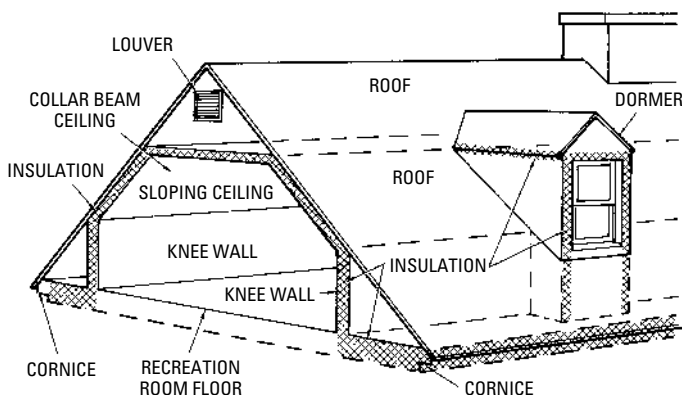 LOUVER
ROOF
COLLAR BEAM
CEILING
DORMER
INSULATION
SLOPING CEILING
ROOF
KNEE WALL
INSULATION
KNEE WALL
CORNICE
RECREATION
ROOM FLOOR
CORNICE